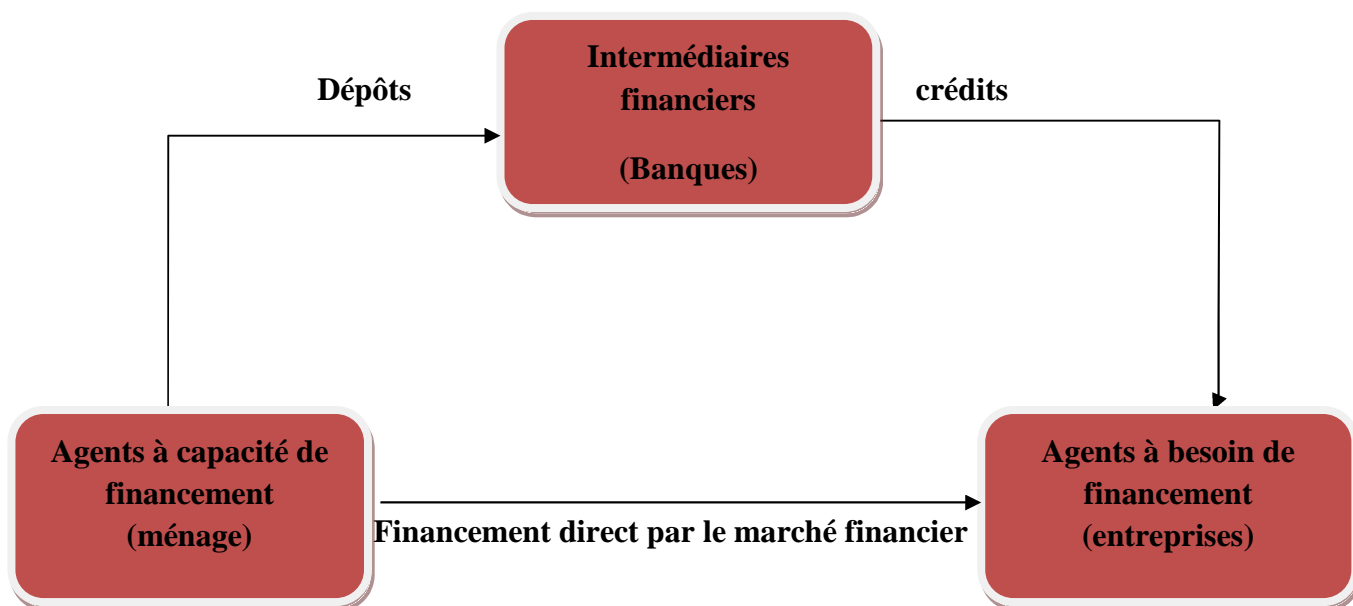 Intermédiaires
financiers
(Banques)
Dépôts
crédits
Agents à capacité de
financement
(ménage)
Financement direct par le marché financier
Agents à besoin de
financement
(entreprises)